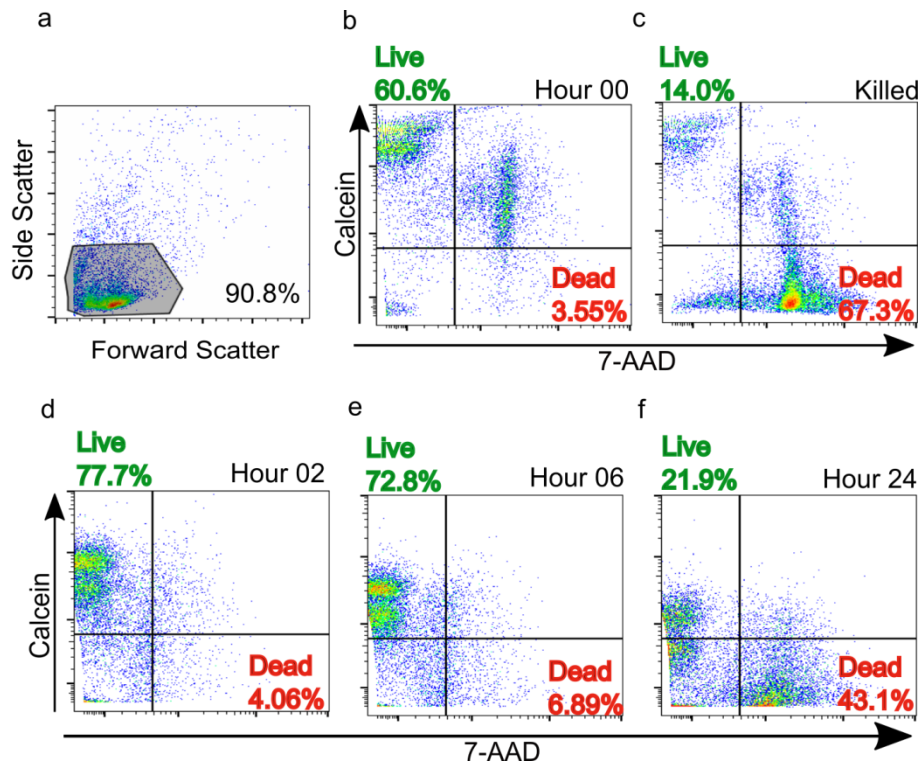 a
b
c
Live
60.6%
Hour 00
Live
14.0%
Killed
Side Scatter
90.8%
Forward Scatter
Calcein
Dead
3.55%
Dead
67.3%
7-AAD
d
e
f
Live
77.7%
Hour 02
Live
72.8%
Hour 06
Live
21.9%
Hour 24
Calcein
Dead
4.06%
Dead
6.89%
Dead
43.1%
7-AAD